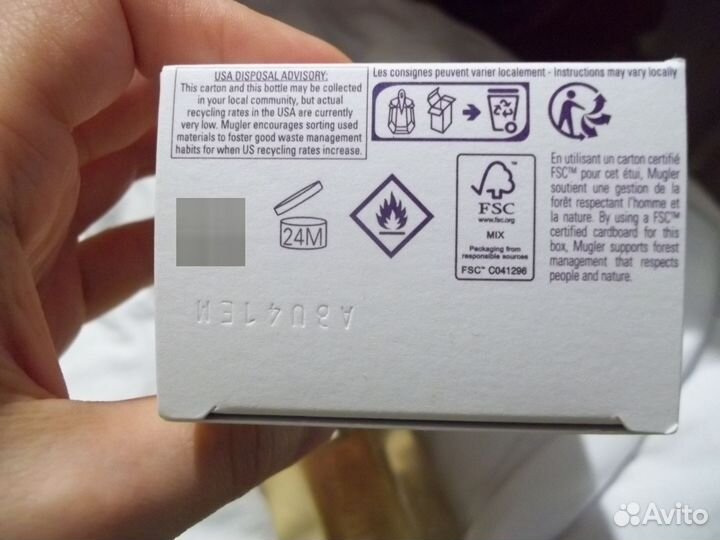 USA DISPOSAL ADVISORY:
This carton and this bottle may be collected
in your local community, but actual
recycling rates in the USA are currently
very low. Mugler encourages sorting used
materials to foster good waste management
habits for when US recycling rates increase.
Les consignes peuvent varier localement - Instructions may vary locally
24M
FSC
www.fsc.org
MIX
Packaging from
responsible sources
FSC™ C041296
En utilisant un carton certifié
FSC™ pour cet étui, Mugler
soutient une gestion de la
forêt respectant l'homme et
la nature. By using a FSC™
certified cardboard for this
box, Mugler supports forest
management that respects
people and nature.
Avito